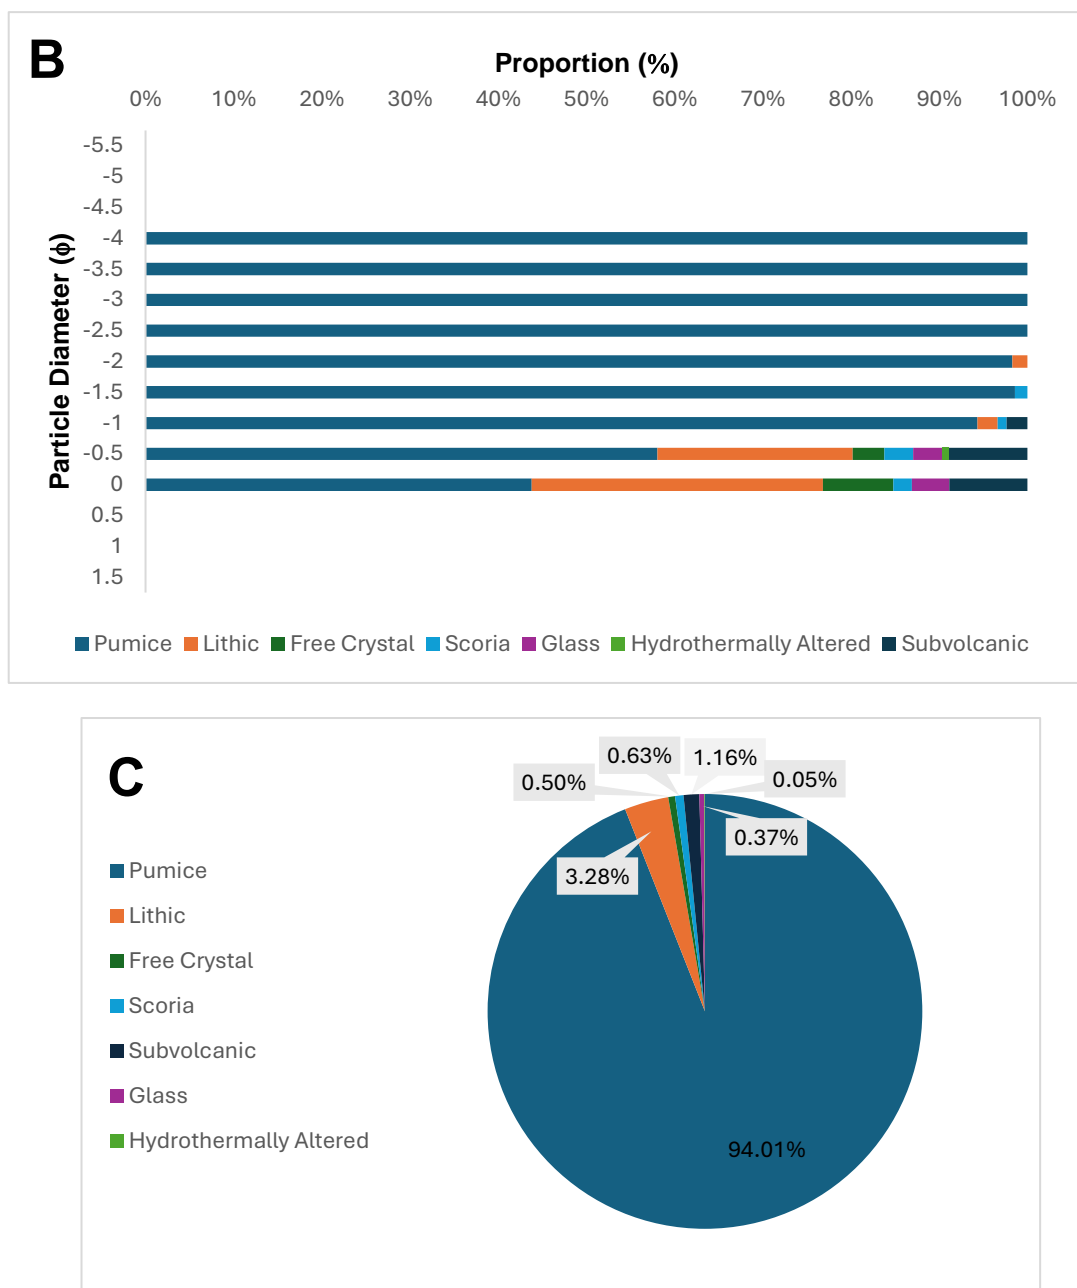 B
Proportion (%)
0% 10% 20% 30% 40% 50% 60% 70% 80% 90% 100%
Particle Diameter (ϕ)
-5.5
-5
-4.5
-4
-3.5
-3
-2.5
-2
-1.5
-1
-0.5
0
0.5
1
1.5
Pumice Lithic Free Crystal Scoria Glass Hydrothermally Altered Subvolcanic
C
0.63% 1.16%
0.50% 0.05%
0.37%
3.28%
Pumice
Lithic
Free Crystal
Scoria
Subvolcanic
Glass
Hydrothermally Altered
94.01%